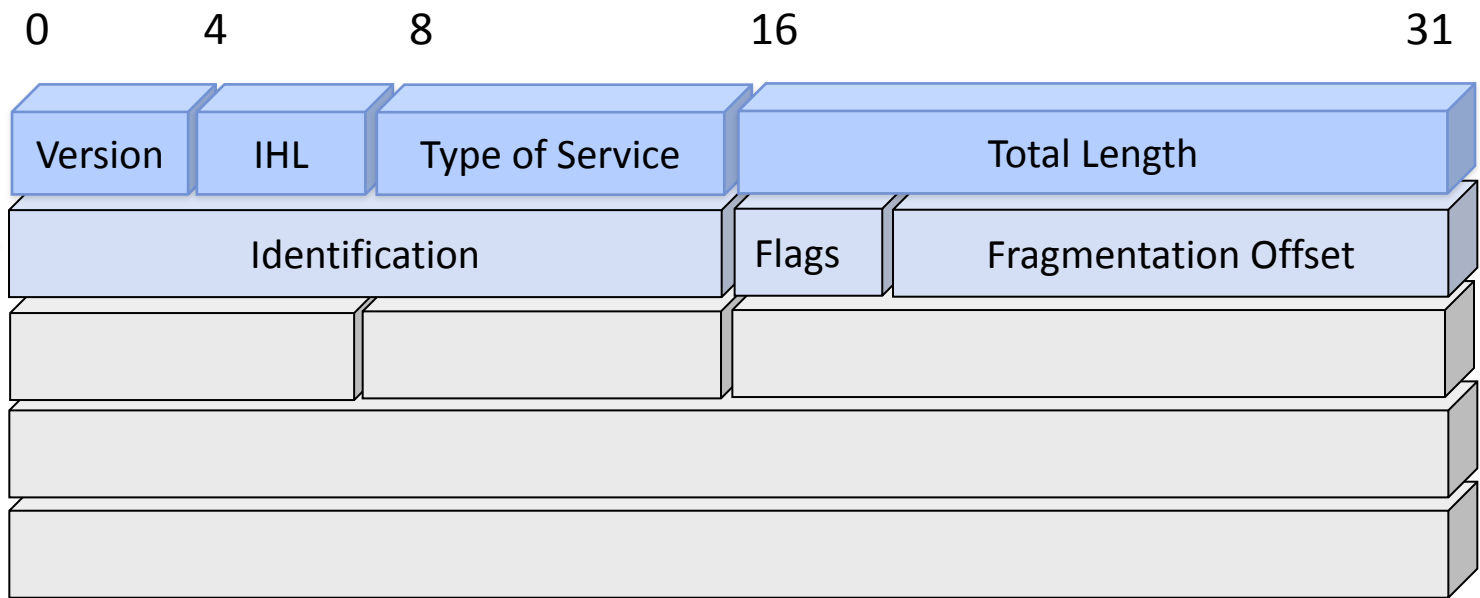 0 4 8 16 31
Version IHL Type of Service Total Length
Identification Flags Fragmentation Offset